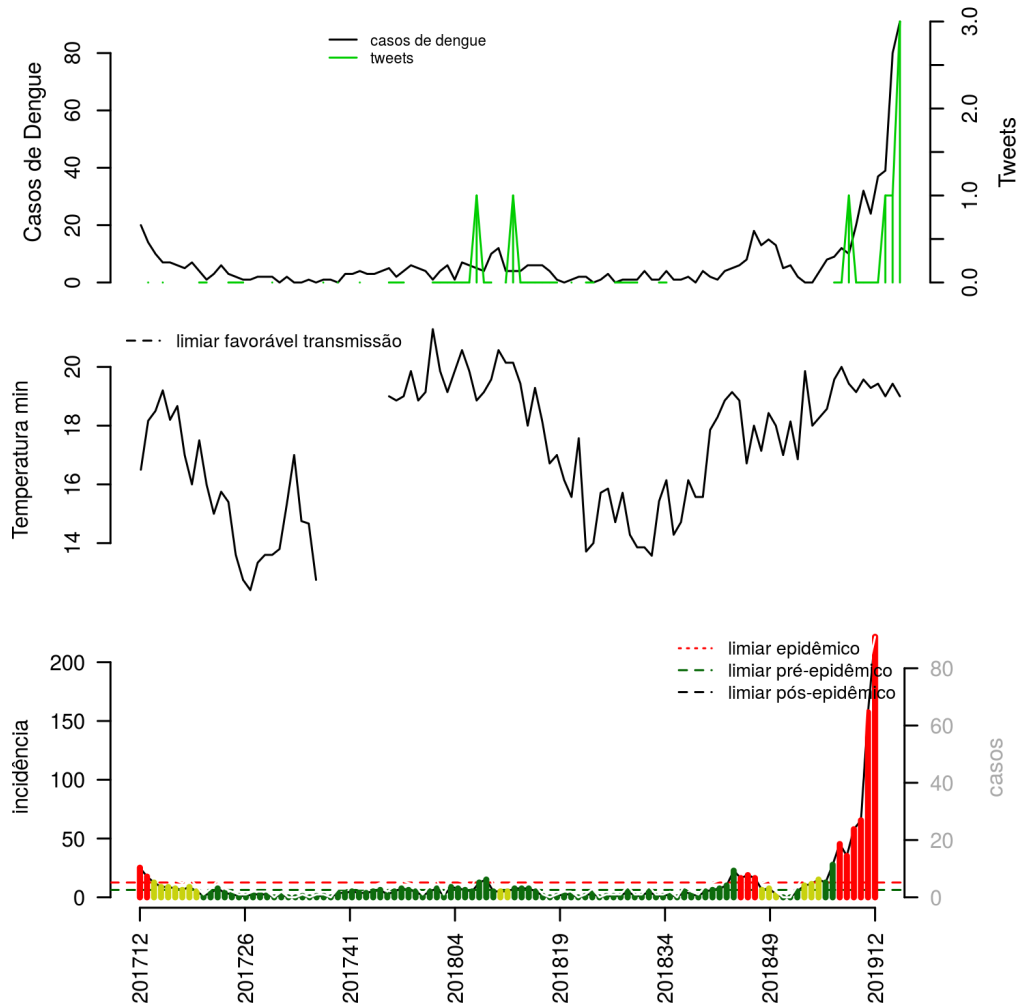 casos de dengue
tweets
Casos de Dengue
0
20
40
60
80
0.0
1.0
2.0
3.0
Tweets
limiar favorável transmissão
Temperatura min
14
16
18
20
limiar epidêmico
limiar pré-epidêmico
limiar pós-epidêmico
incidência
0
50
100
150
200
0
20
40
60
80
casos
201712
201726
201741
201804
201819
201834
201849
201912